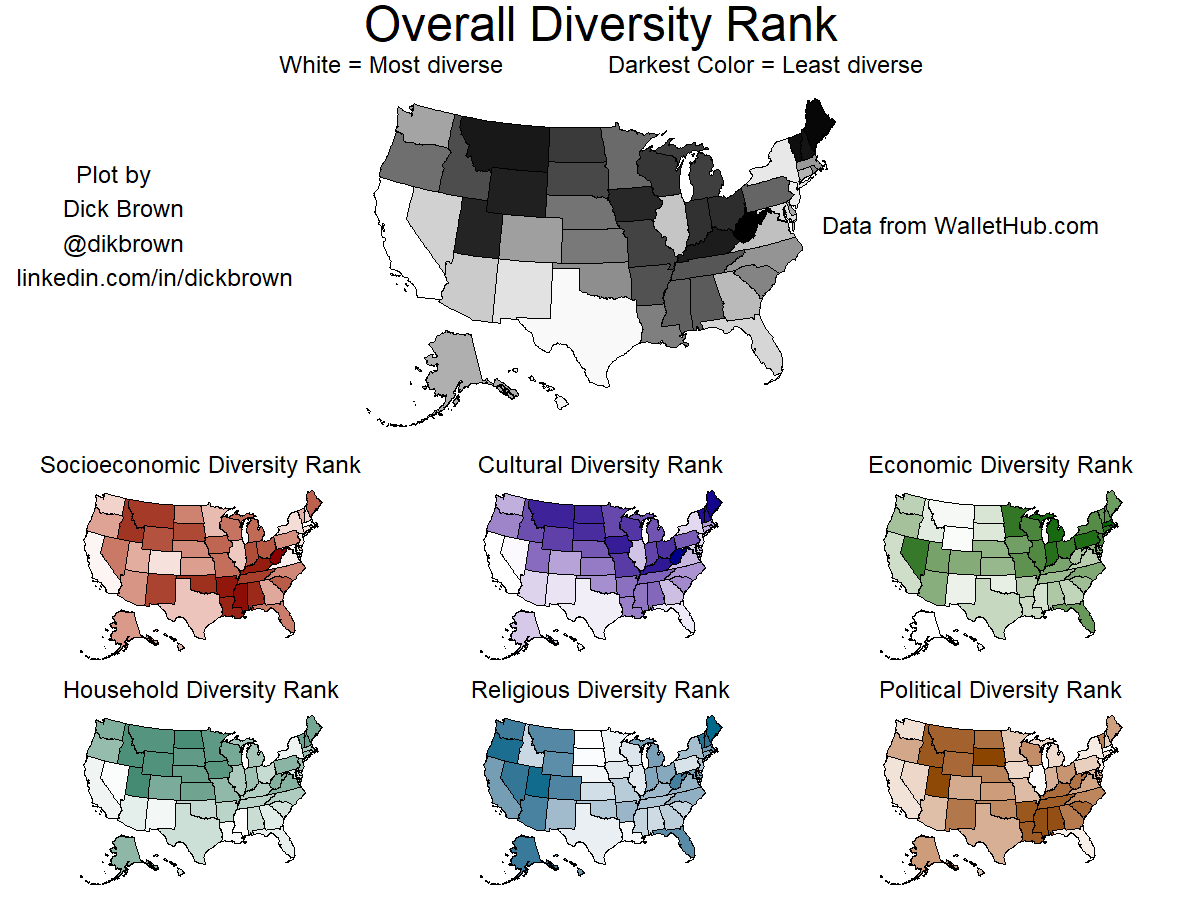 Overall Diversity Rank
White = Most diverse
Darkest Color = Least diverse
Plot by
Dick Brown
@dikbrown
linkedin.com/in/dickbrown
Data from WalletHub.com
Socioeconomic Diversity Rank
Cultural Diversity Rank
Economic Diversity Rank
Household Diversity Rank
Religious Diversity Rank
Political Diversity Rank